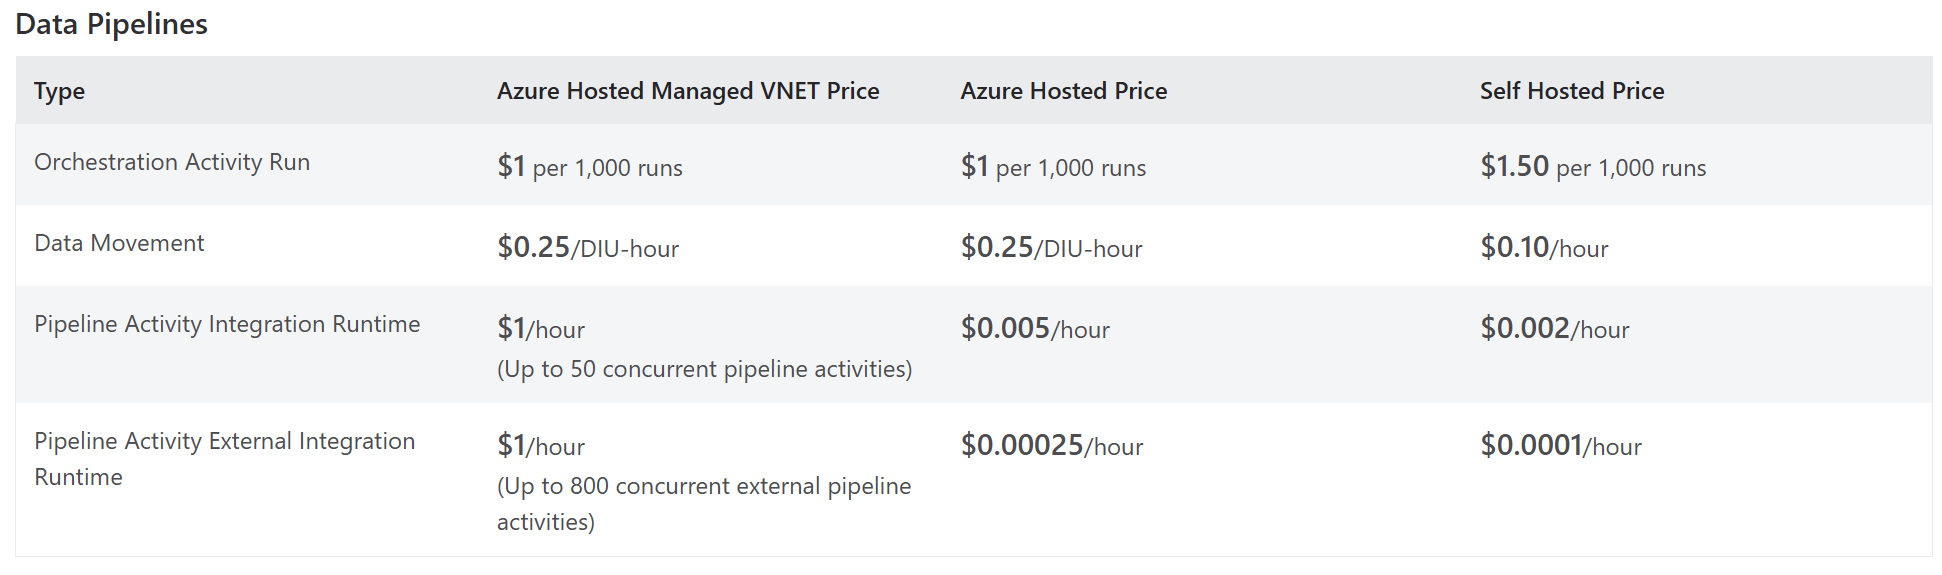 Data Pipelines
Type Azure Hosted Managed VNET Price Azure Hosted Price Self Hosted Price
Orchestration Activity Run $1 per 1,000 runs $1 per 1,000 runs $1.50 per 1,000 runs
Data Movement $0.25/DIU-hour $0.25/DIU-hour $0.10/hour
Pipeline Activity Integration Runtime $1/hour $0.005/hour $0.002/hour
(Up to 50 concurrent pipeline activities)
Pipeline Activity External Integration $1/hour $0.00025/hour $0.0001/hour
Runtime (Up to 800 concurrent external pipeline
activities)